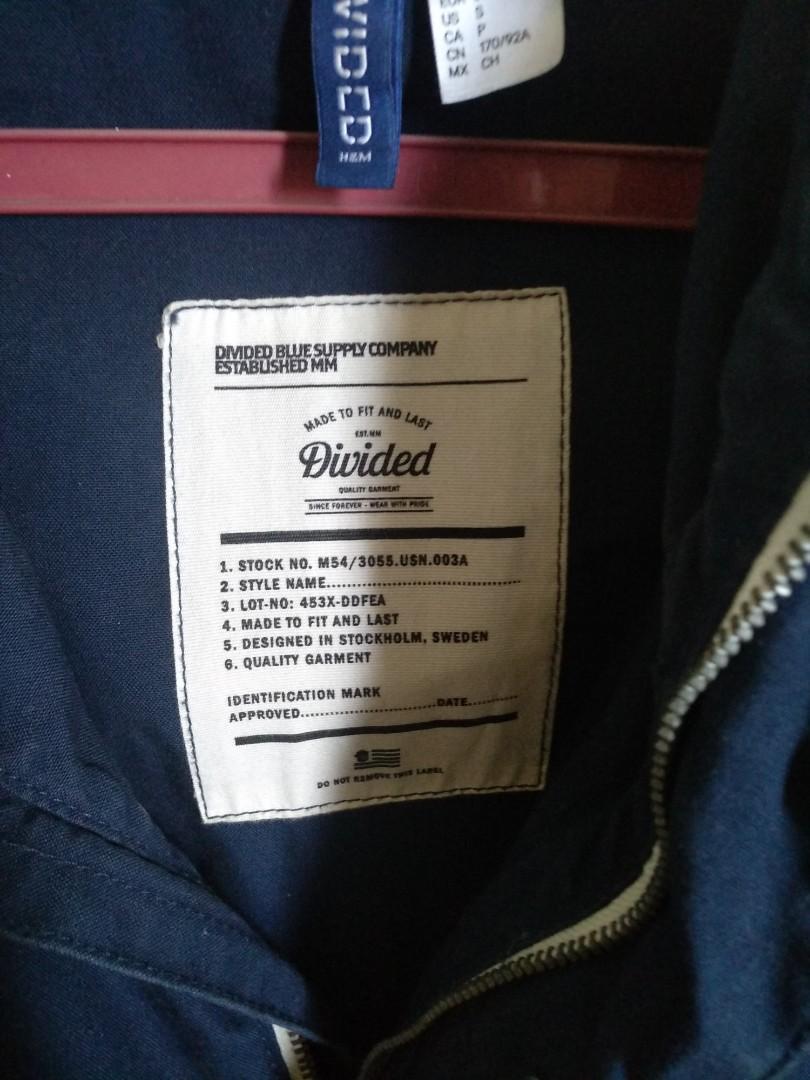 DIVIDED
H&M
US S
CA P
CN 170/92A
MX CH
DIVIDED BLUE SUPPLY COMPANY
ESTABLISHED MM
MADE TO FIT AND LAST
EST. MM
Divided
QUALITY GARMENT
SINCE FOREVER - WEAR WITH PRIDE
1. STOCK NO. M54/3055.USN.003A
2. STYLE NAME..........................................
3. LOT-NO: 453X-DDFEA
4. MADE TO FIT AND LAST
5. DESIGNED IN STOCKHOLM, SWEDEN
6. QUALITY GARMENT
IDENTIFICATION MARK
APPROVED..............................DATE...........
DO NOT REMOVE THIS LABEL